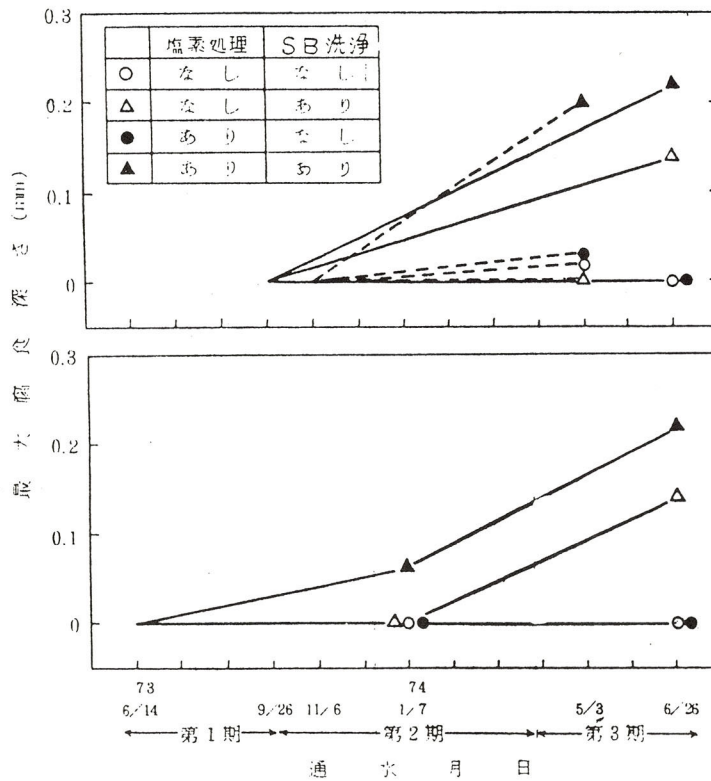 0.3
塩素処理 SB洗浄
○ なし なし
△ なし あり
● あり なし
▲ あり あり
0.2
0.1
0
0.3
0.2
0.1
0
最大腐食深さ(mm)
73 74
6/14 9/26 11/6 1/7 5/3 6/26
第1期 第2期 第3期
通水月日